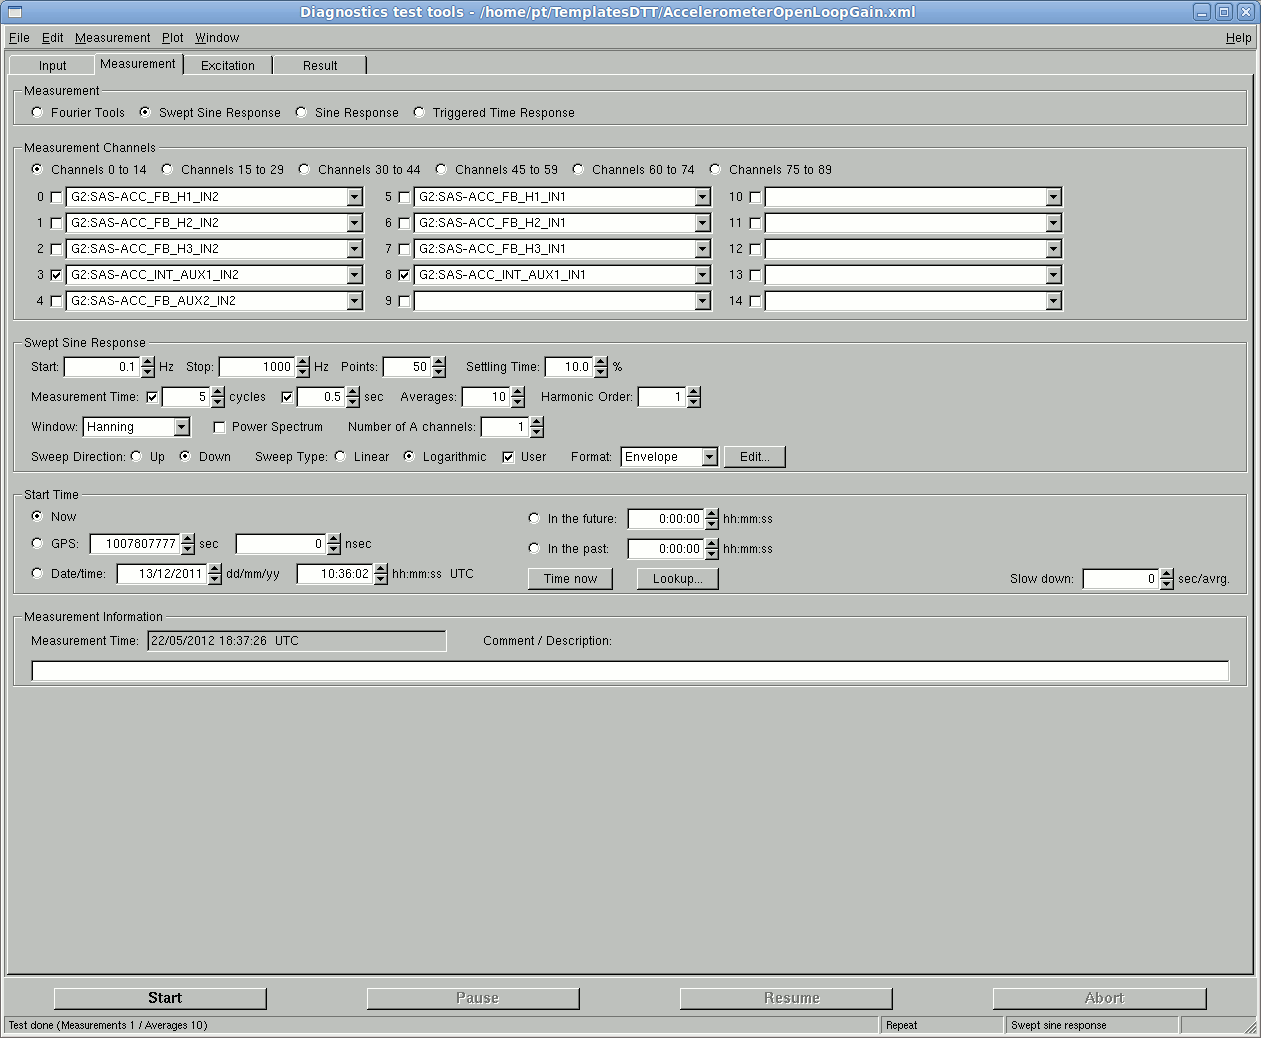 Diagnostics test tools - /home/pt/TemplatesDTT/AccelerometerOpenLoopGain.xml
File Edit Measurement Plot Window Help
Input Measurement Excitation Result
Measurement
Fourier Tools Swept Sine Response Sine Response Triggered Time Response
Measurement Channels
Channels 0 to 14 Channels 15 to 29 Channels 30 to 44 Channels 45 to 59 Channels 60 to 74 Channels 75 to 89
0 G2:SAS-ACC_FB_H1_IN2 5 G2:SAS-ACC_FB_H1_IN1 10
1 G2:SAS-ACC_FB_H2_IN2 6 G2:SAS-ACC_FB_H2_IN1 11
2 G2:SAS-ACC_FB_H3_IN2 7 G2:SAS-ACC_FB_H3_IN1 12
3 G2:SAS-ACC_INT_AUX1_IN2 8 G2:SAS-ACC_INT_AUX1_IN1 13
4 G2:SAS-ACC_FB_AUX2_IN2 9 14
Swept Sine Response
Start: 0.1 Hz Stop: 1000 Hz Points: 50 Settling Time: 10.0 %
Measurement Time: 5 cycles 0.5 sec Averages: 10 Harmonic Order: 1
Window: Hanning Power Spectrum Number of A channels: 1
Sweep Direction: Up Down Sweep Type: Linear Logarithmic User Format: Envelope Edit...
Start Time
Now In the future: 0:00:00 hh:mm:ss
GPS: 1007807777 sec 0 nsec In the past: 0:00:00 hh:mm:ss
Date/time: 13/12/2011 dd/mm/yy 10:36:02 hh:mm:ss UTC Time now Lookup... Slow down: 0 sec/avrg.
Measurement Information
Measurement Time: 22/05/2012 18:37:26 UTC Comment / Description:
Start Pause Resume Abort
Test done (Measurements 1 / Averages 10) Repeat Swept sine response